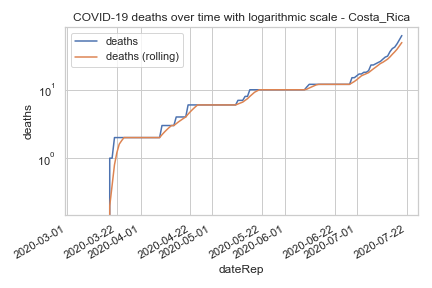 COVID-19 deaths over time with logarithmic scale - Costa_Rica
deaths
deaths (rolling)
10¹
10⁰
deaths
2020-03-01
2020-03-22
2020-04-01
2020-04-22
2020-05-01
2020-05-22
2020-06-01
2020-06-22
2020-07-01
2020-07-22
dateRep